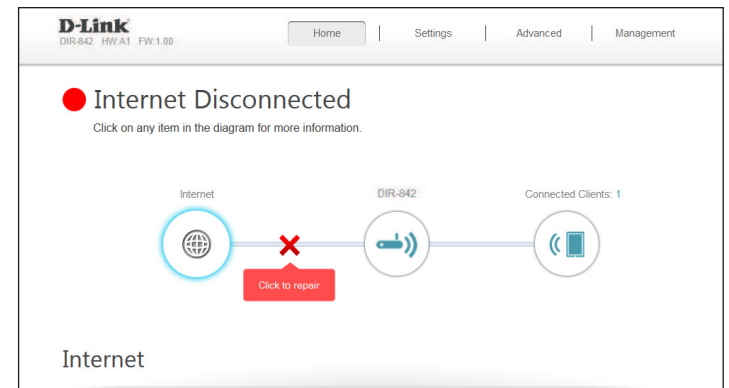 D-Link
DIR-842 HW:A1 FW:1.00
Home | Settings | Advanced | Management
Internet Disconnected
Click on any item in the diagram for more information.
Internet DIR-842 Connected Clients: 1
Click to repair
Internet